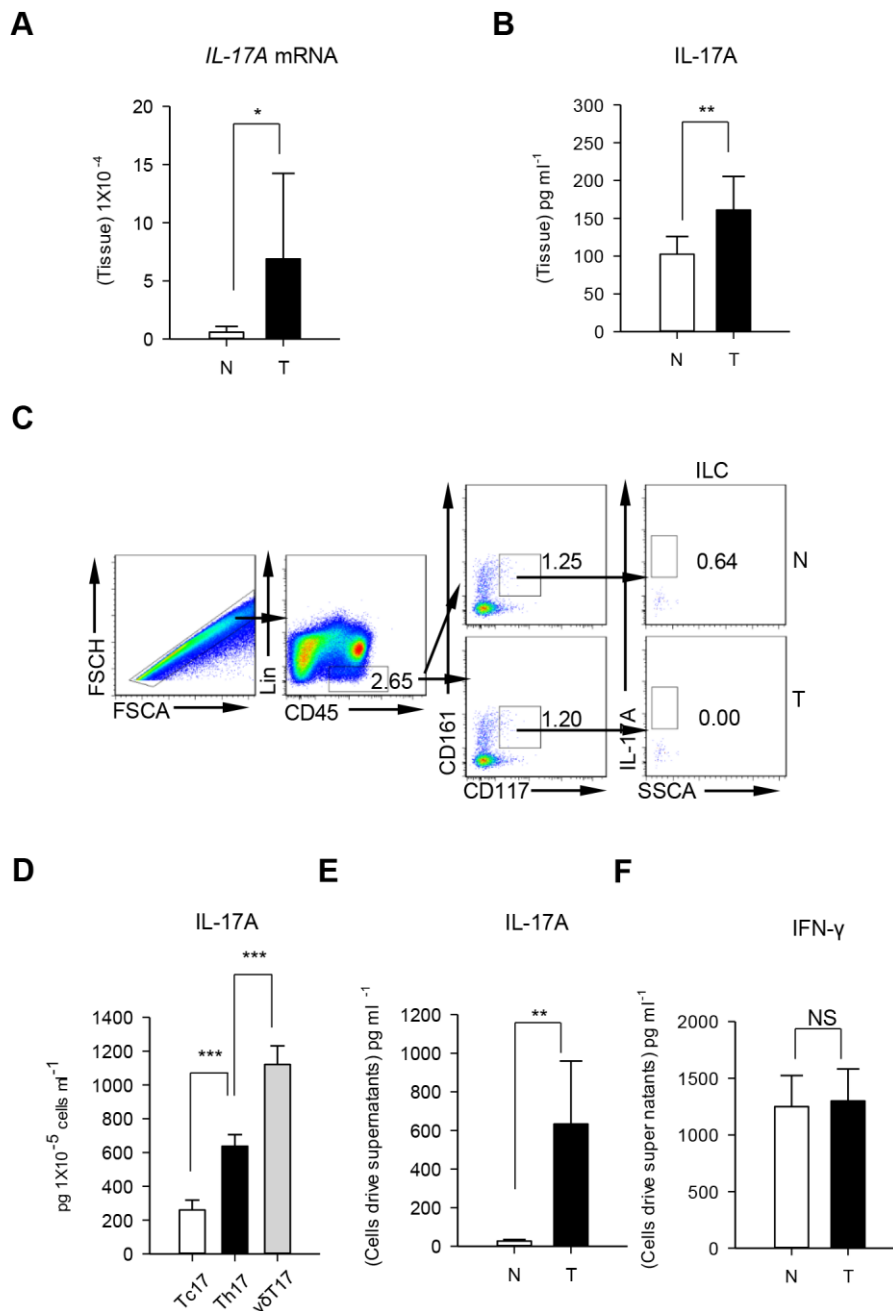 A
IL-17A mRNA
*
(Tissue) 1X10⁻⁴
20
15
10
5
0
N
T
B
IL-17A
**
(Tissue) pg ml⁻¹
300
250
200
150
100
50
0
N
T
C
FSCH
FSCA
Lin
2.65
CD45
1.25
1.20
CD161
CD117
ILC
0.64
N
0.00
T
IL-17A
SSCA
D
IL-17A
***
***
pg 1X10⁻⁵ cells ml⁻¹
1400
1200
1000
800
600
400
200
0
Tc17
Th17
γδT17
E
IL-17A
**
(Cells drive supernatants) pg ml⁻¹
1200
1000
800
600
400
200
0
N
T
F
IFN-γ
NS
(Cells drive super natants) pg ml⁻¹
2000
1500
1000
500
0
N
T